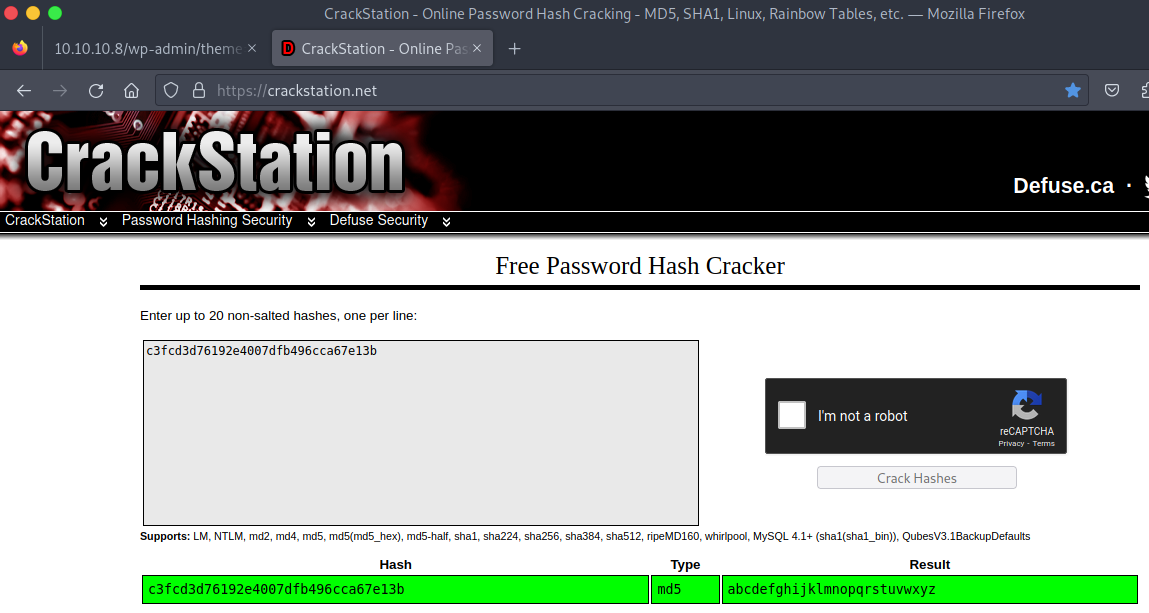 CrackStation - Online Password Hash Cracking - MD5, SHA1, Linux, Rainbow Tables, etc. — Mozilla Firefox
10.10.10.8/wp-admin/theme
CrackStation - Online Pas
https://crackstation.net
CrackStation
Defuse.ca ·
CrackStation Password Hashing Security Defuse Security
Free Password Hash Cracker
Enter up to 20 non-salted hashes, one per line:
c3fcd3d76192e4007dfb496cca67e13b
I'm not a robot
reCAPTCHA
Privacy - Terms
Crack Hashes
Supports: LM, NTLM, md2, md4, md5, md5(md5_hex), md5-half, sha1, sha224, sha256, sha384, sha512, ripeMD160, whirlpool, MySQL 4.1+ (sha1(sha1_bin)), QubesV3.1BackupDefaults
Hash Type Result
c3fcd3d76192e4007dfb496cca67e13b md5 abcdefghijklmnopqrstuvwxyz